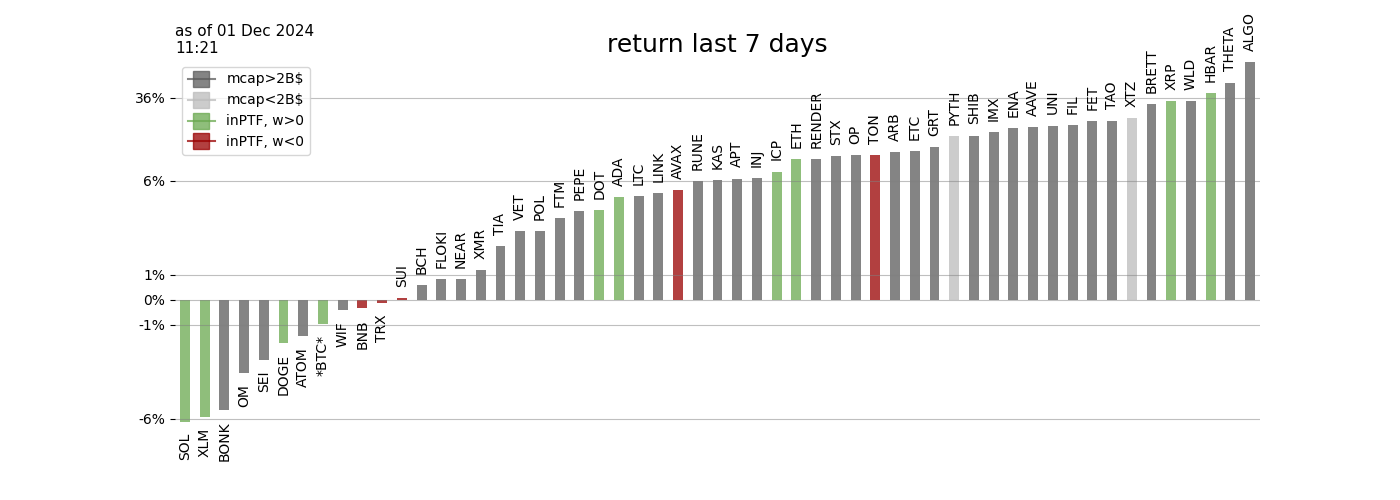 as of 01 Dec 2024
11:21
return last 7 days
mcap>2B$
mcap<2B$
inPTF, w>0
inPTF, w<0
36%
6%
1%
0%
-1%
-6%
SOL
XLM
BONK
OM
SEI
DOGE
ATOM
*BTC*
WIF
BNB
TRX
SUI
BCH
FLOKI
NEAR
XMR
TIA
VET
POL
FTM
PEPE
DOT
ADA
LTC
LINK
AVAX
RUNE
KAS
APT
INJ
ICP
ETH
RENDER
STX
OP
TON
ARB
ETC
GRT
PYTH
SHIB
IMX
ENA
AAVE
UNI
FIL
FET
TAO
XTZ
BRETT
XRP
WLD
HBAR
THETA
ALGO